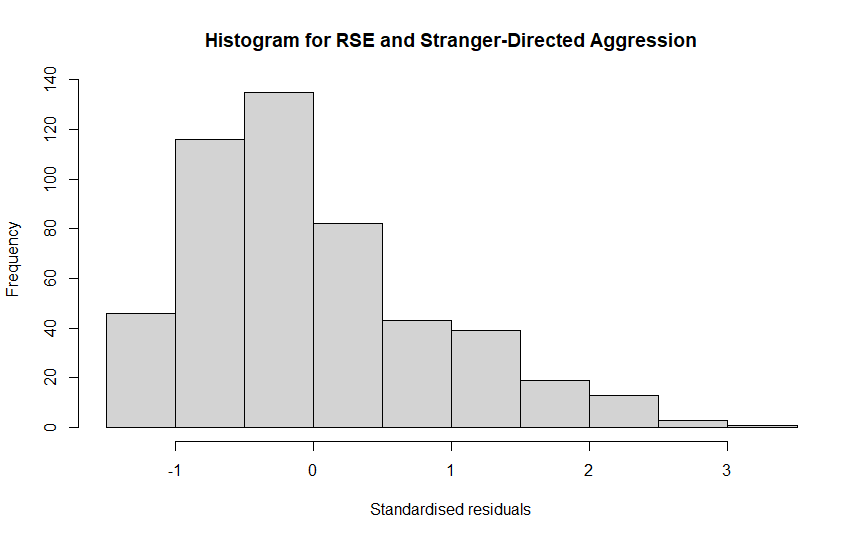 Histogram for RSE and Stranger-Directed Aggression
140
120
100
80
60
40
20
0
Frequency
-1 0 1 2 3
Standardised residuals